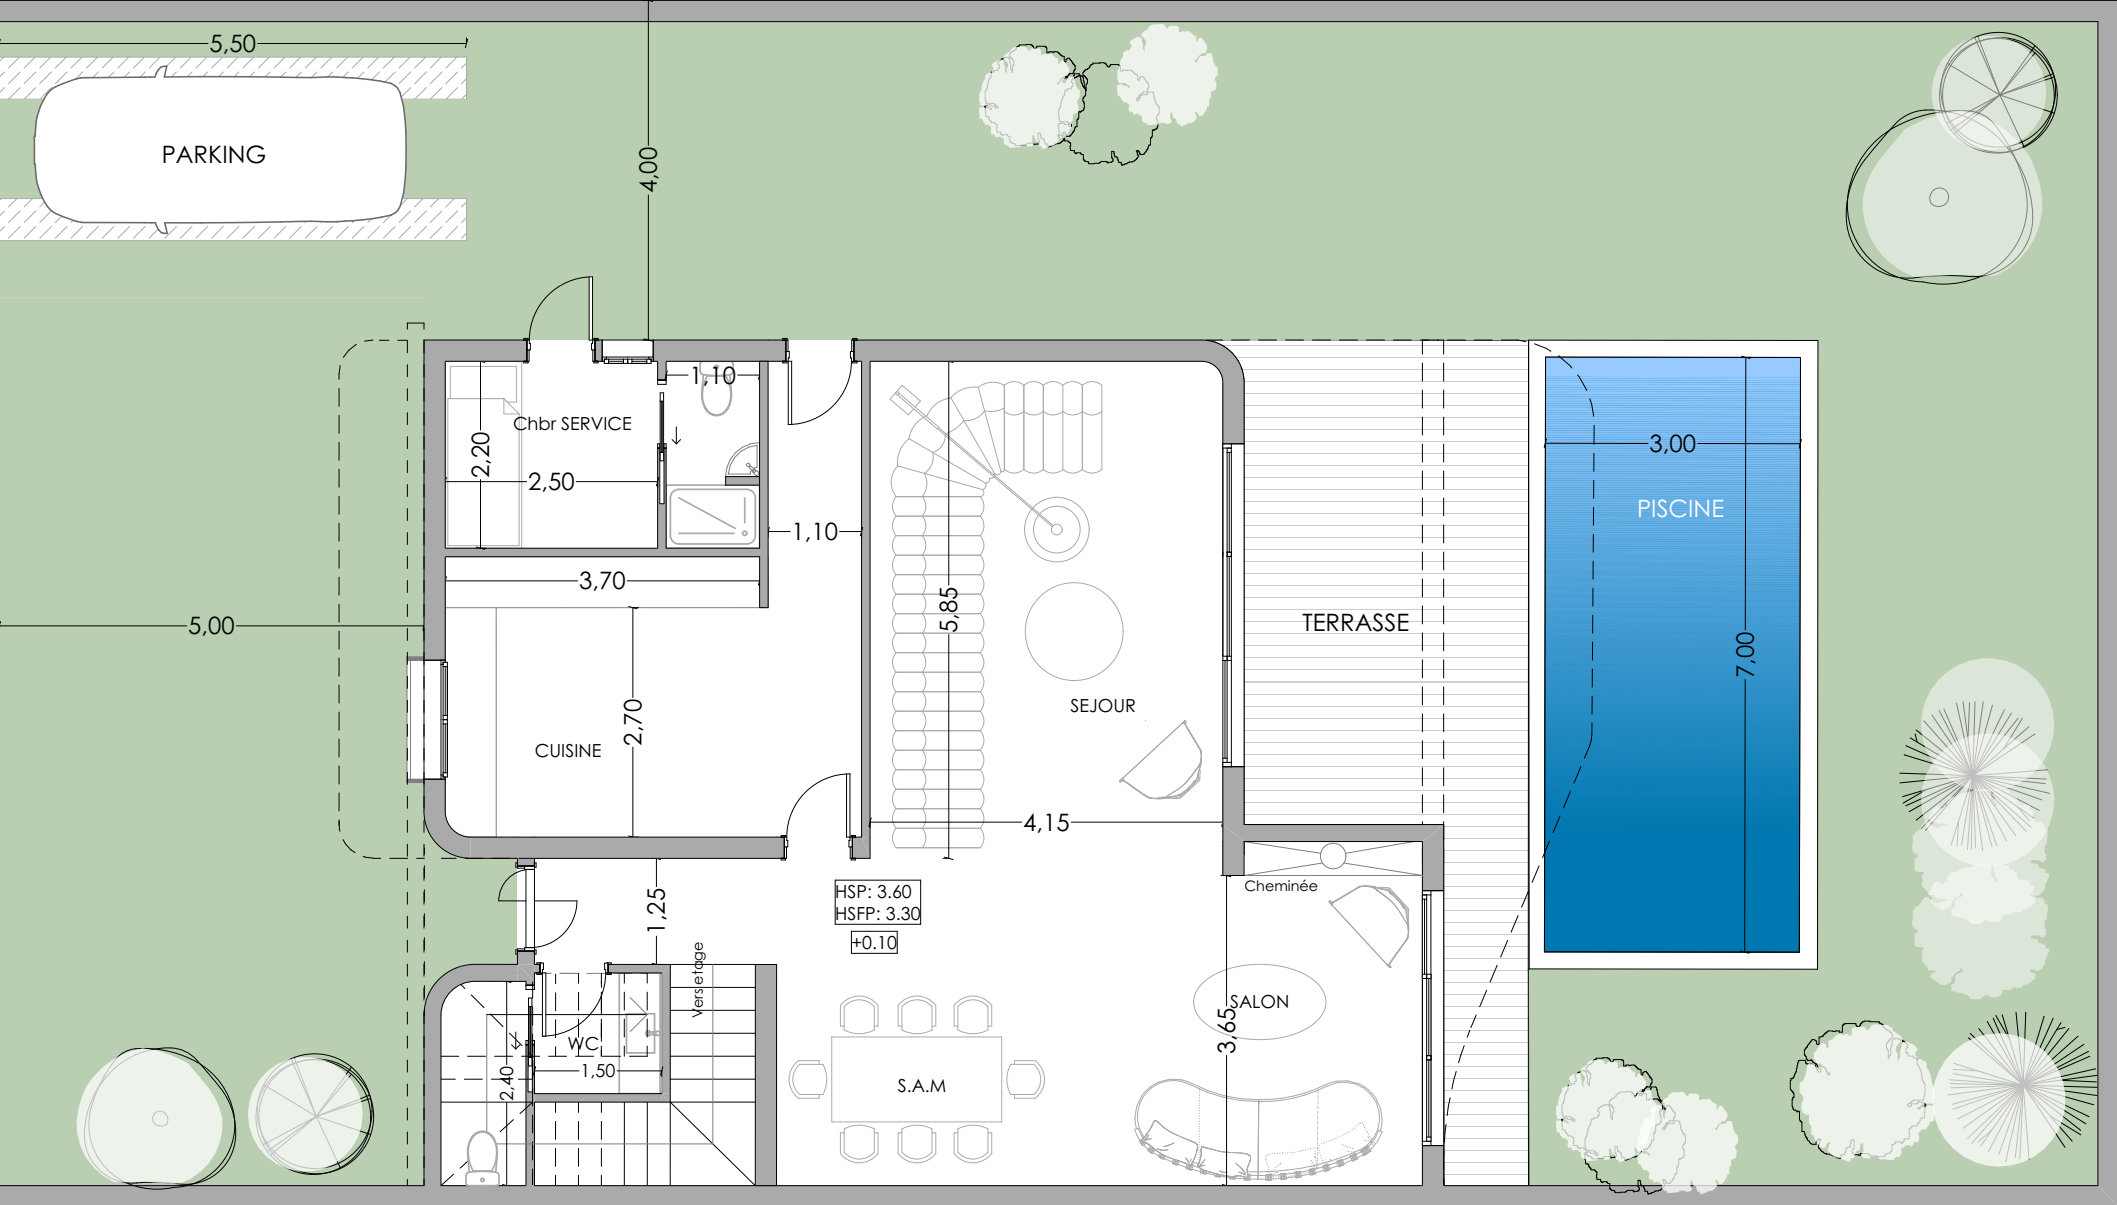 5,50
PARKING
4,00
1,10
Chbr SERVICE
2,20
2,50
3,00
PISCINE
1,10
3,70
5,85
5,00
TERRASSE
7,00
2,70
SEJOUR
CUISINE
4,15
HSP: 3.60
HSFP: 3.30
+0.10
Cheminée
1,25
Vers etage
SALON
3,65
WC
1,50
2,40
S.A.M